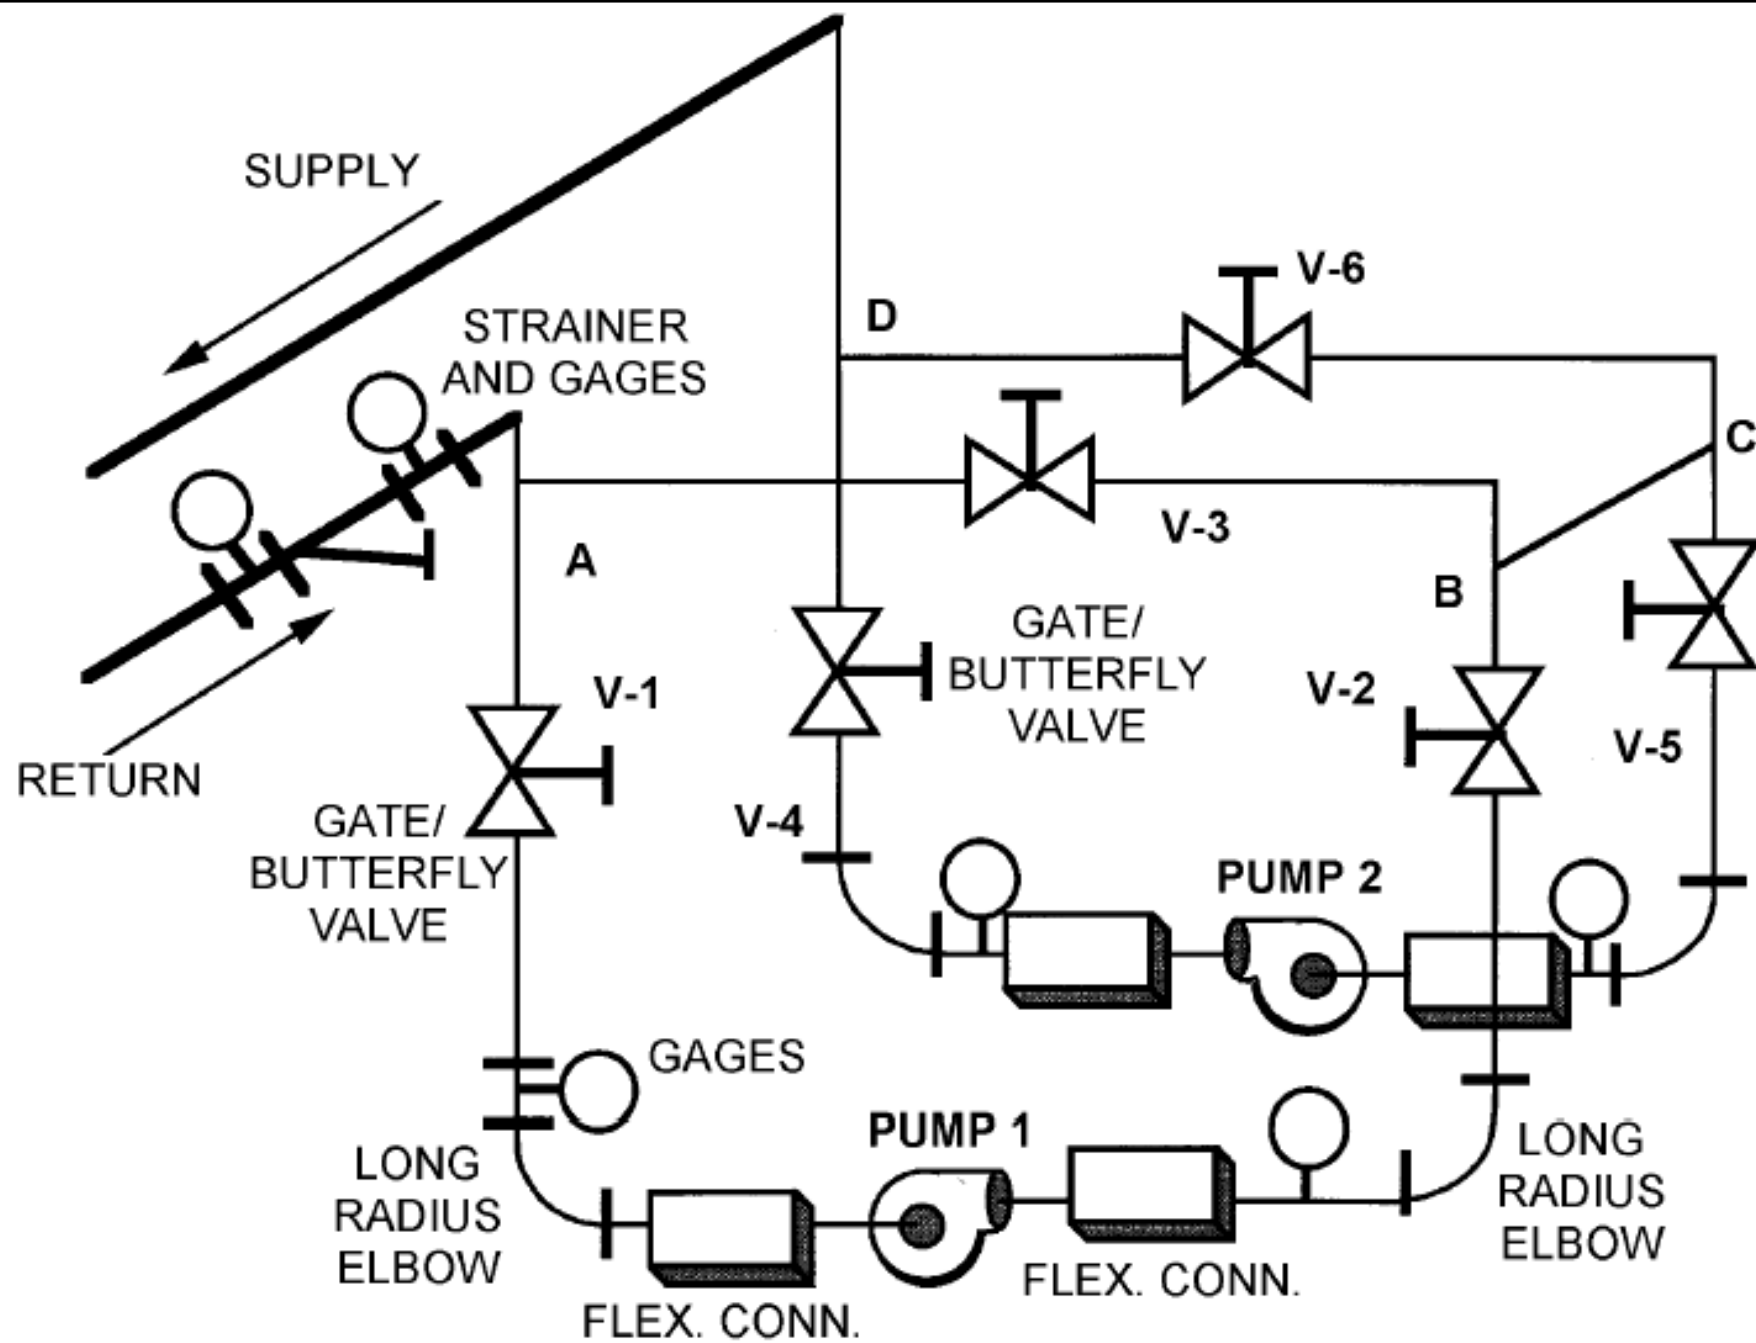 SUPPLY
V-6
D
STRAINER
AND GAGES
C
V-3
A
B
GATE/
BUTTERFLY
VALVE
V-1
V-2
V-5
RETURN
GATE/
BUTTERFLY
VALVE
V-4
PUMP 2
GAGES
PUMP 1
LONG
RADIUS
ELBOW
LONG
RADIUS
ELBOW
FLEX. CONN.
FLEX. CONN.